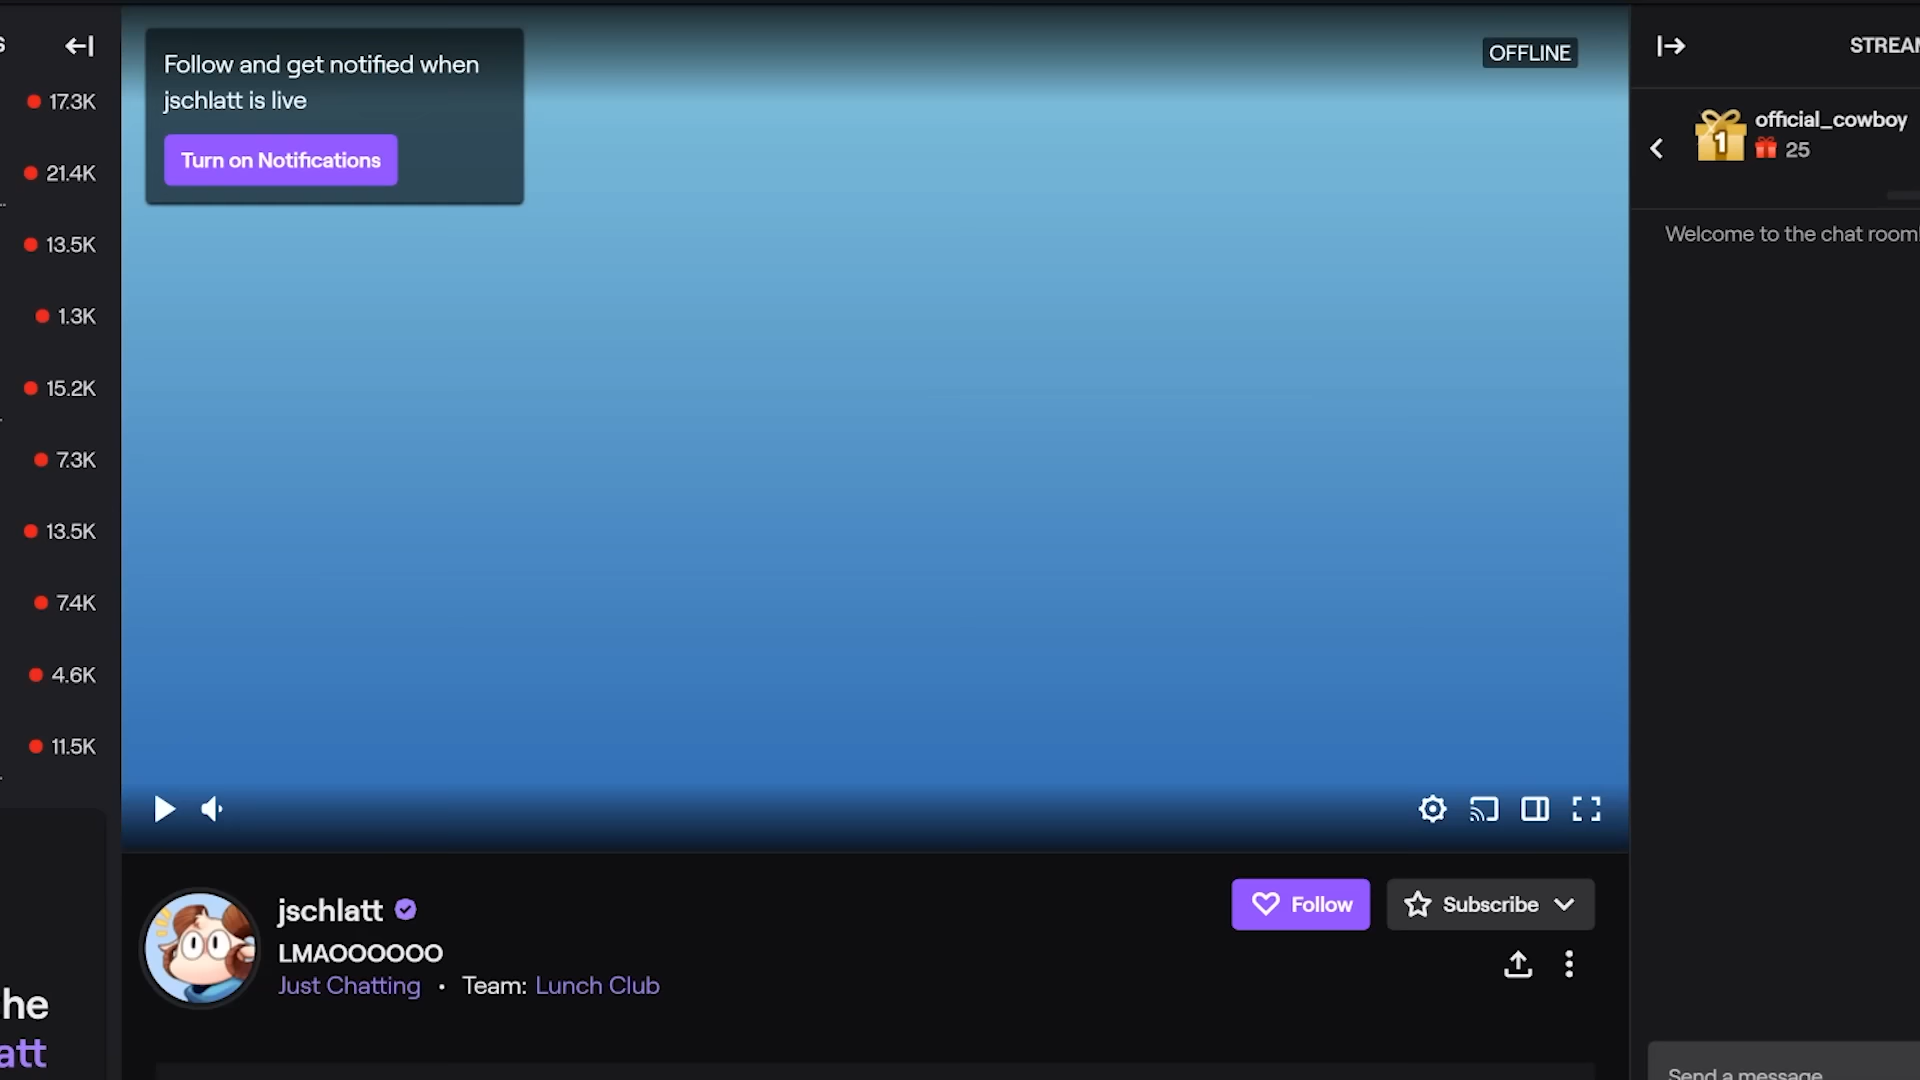 17.3K
21.4K
13.5K
1.3K
15.2K
7.3K
13.5K
7.4K
4.6K
11.5K
he
att
Follow and get notified when
jschlatt is live
Turn on Notifications
OFFLINE
jschlatt
LMAOOOOOO
Just Chatting • Team: Lunch Club
Follow
Subscribe
STREAM
1
official_cowboy
25
Welcome to the chat room!
Send a message